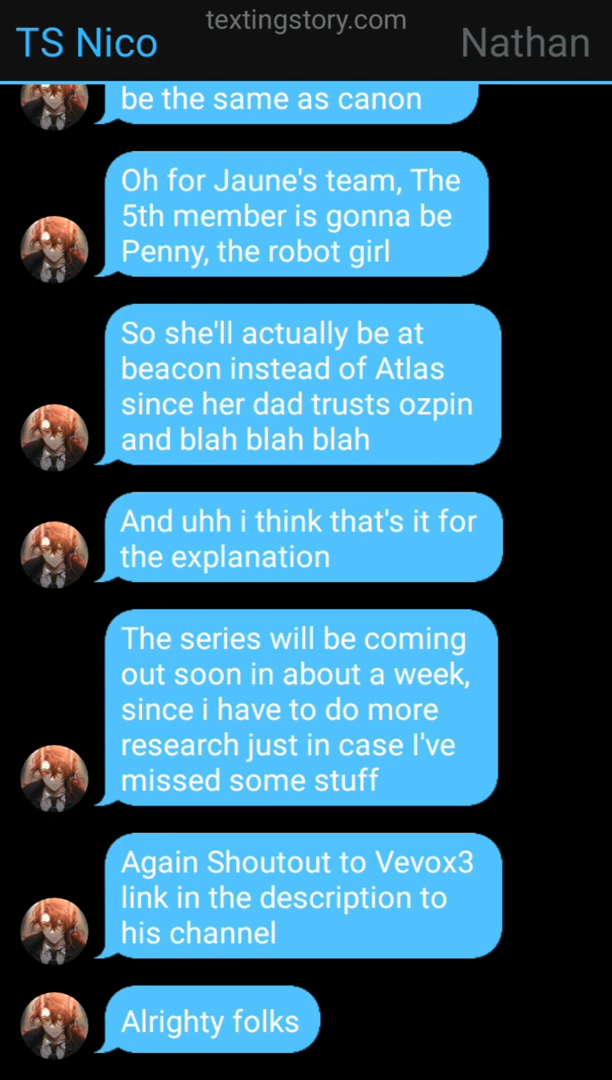 textingstory.com
TS Nico
Nathan
be the same as canon
Oh for Jaune's team, The
5th member is gonna be
Penny, the robot girl
So she'll actually be at
beacon instead of Atlas
since her dad trusts ozpin
and blah blah blah
And uhh i think that's it for
the explanation
The series will be coming
out soon in about a week,
since i have to do more
research just in case I've
missed some stuff
Again Shoutout to Vevox3
link in the description to
his channel
Alrighty folks